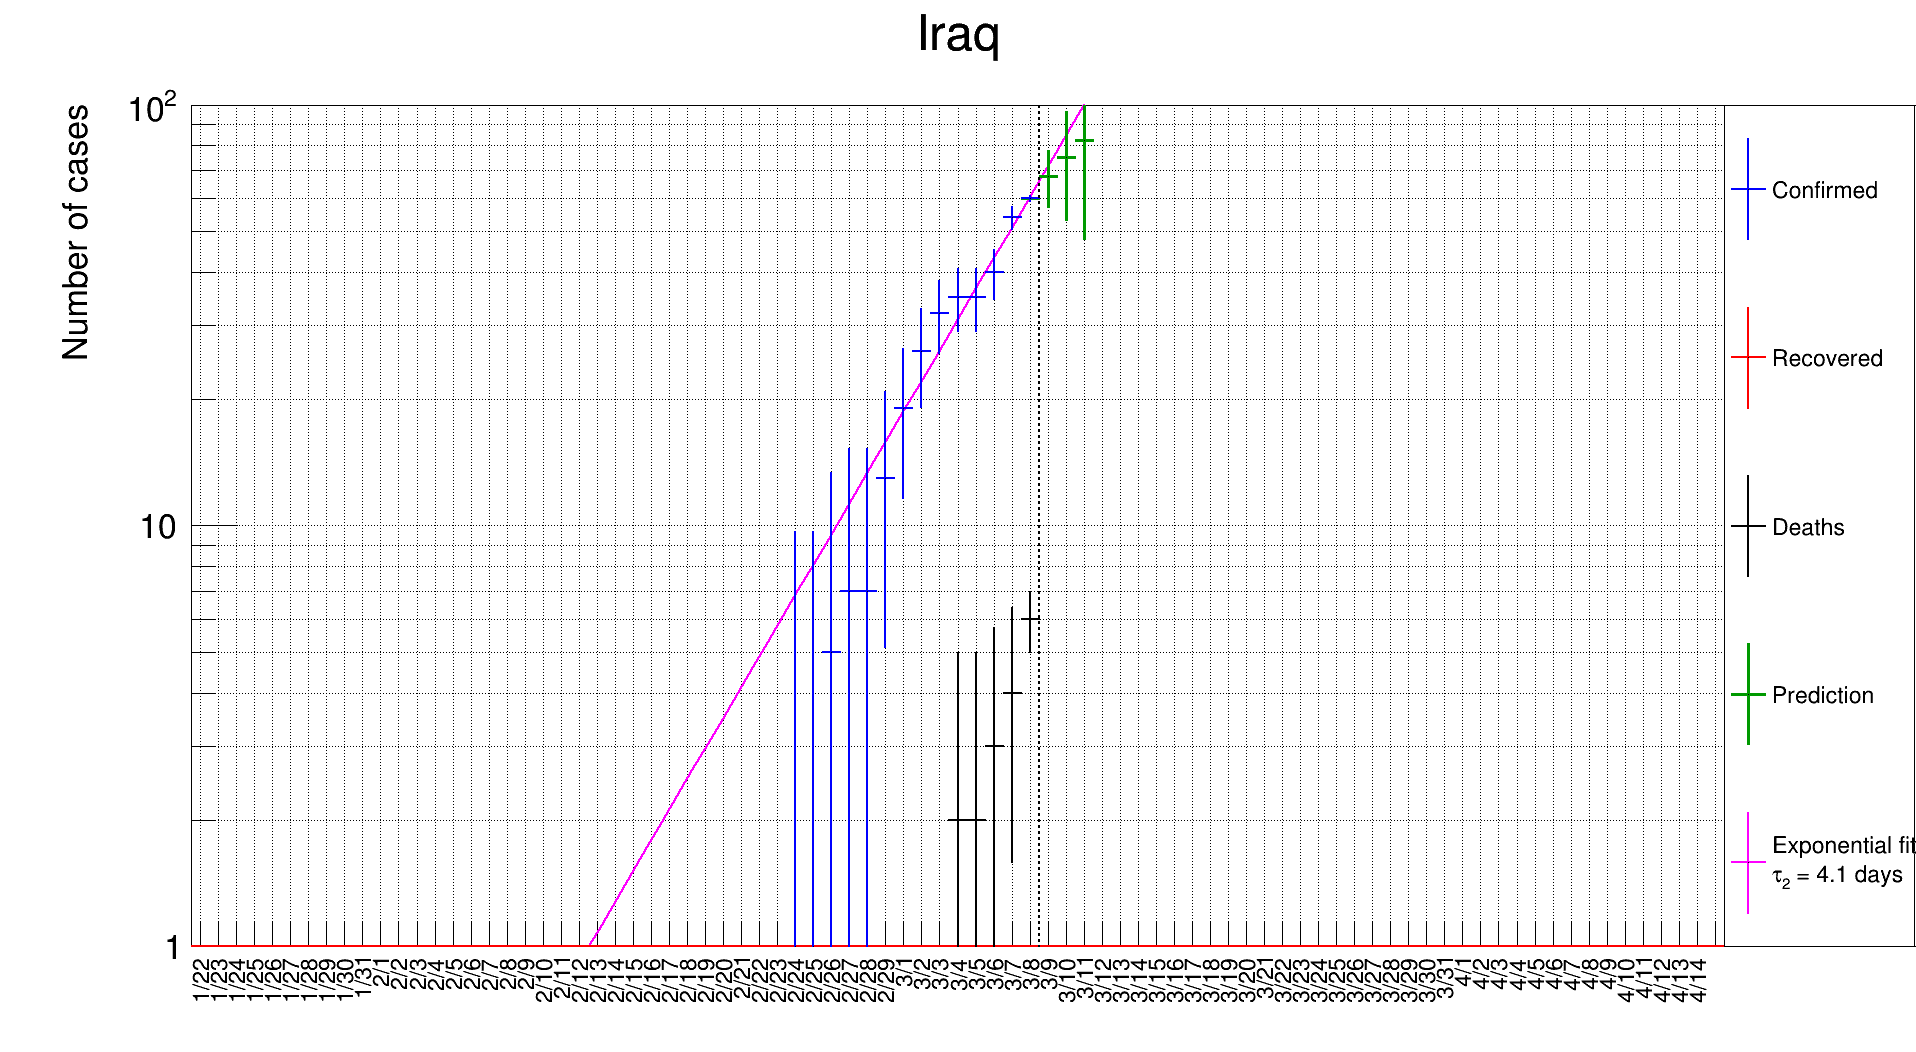 Iraq
Number of cases
10²
10
1
1/22 1/23 1/24 1/25 1/26 1/27 1/28 1/29 1/30 1/31 2/1 2/2 2/3 2/4 2/5 2/6 2/7 2/8 2/9 2/10 2/11 2/12 2/13 2/14 2/15 2/16 2/17 2/18 2/19 2/20 2/21 2/22 2/23 2/24 2/25 2/26 2/27 2/28 2/29 3/1 3/2 3/3 3/4 3/5 3/6 3/7 3/8 3/9 3/10 3/11 3/12 3/13 3/14 3/15 3/16 3/17 3/18 3/19 3/20 3/21 3/22 3/23 3/24 3/25 3/26 3/27 3/28 3/29 3/30 3/31 4/1 4/2 4/3 4/4 4/5 4/6 4/7 4/8 4/9 4/10 4/11 4/12 4/13 4/14
Confirmed
Recovered
Deaths
Prediction
Exponential fit
τ₂ = 4.1 days